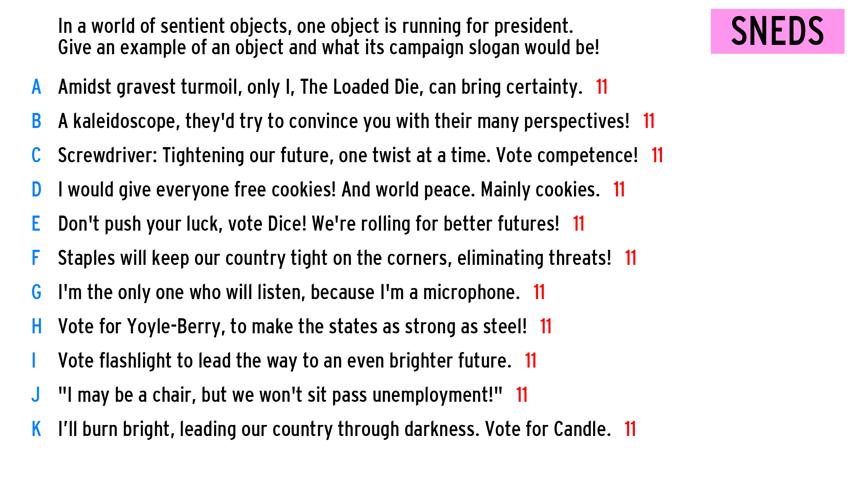 In a world of sentient objects, one object is running for president.
Give an example of an object and what its campaign slogan would be!
SNEDS
A Amidst gravest turmoil, only I, The Loaded Die, can bring certainty. 11
B A kaleidoscope, they'd try to convince you with their many perspectives! 11
C Screwdriver: Tightening our future, one twist at a time. Vote competence! 11
D I would give everyone free cookies! And world peace. Mainly cookies. 11
E Don't push your luck, vote Dice! We're rolling for better futures! 11
F Staples will keep our country tight on the corners, eliminating threats! 11
G I'm the only one who will listen, because I'm a microphone. 11
H Vote for Yoyle-Berry, to make the states as strong as steel! 11
I Vote flashlight to lead the way to an even brighter future. 11
J "I may be a chair, but we won't sit pass unemployment!" 11
K I’ll burn bright, leading our country through darkness. Vote for Candle. 11